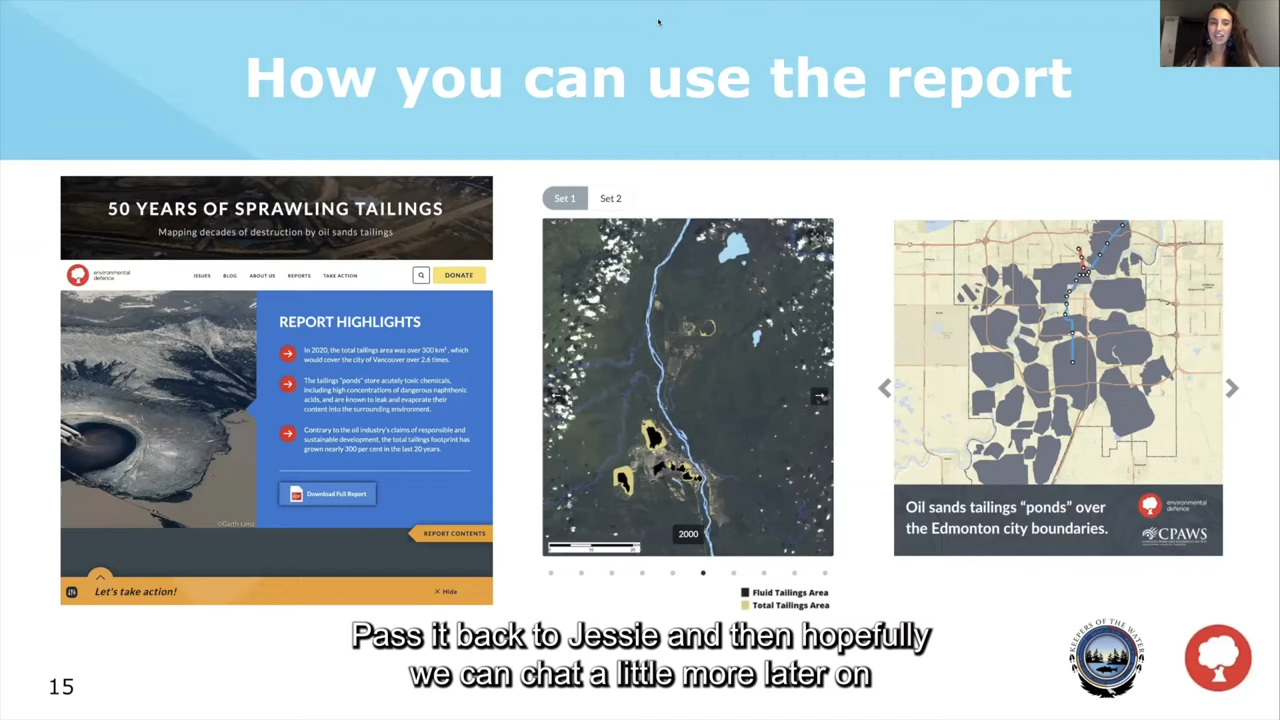 How you can use the report
50 YEARS OF SPRAWLING TAILINGS
Mapping decades of destruction by oil sands tailings
environmental
defence
ISSUES BLOG ABOUT US REPORTS TAKE ACTION
DONATE
REPORT HIGHLIGHTS
In 2020, the total tailings area was over 300 km², which
would cover the city of Vancouver over 2.6 times.
The tailings "ponds" store acutely toxic chemicals,
including high concentrations of dangerous naphthenic
acids, and are known to leak and evaporate their
content into the surrounding environment.
Contrary to the oil industry's claims of responsible and
sustainable development, the total tailings footprint has
grown nearly 300 per cent in the last 20 years.
Download Full Report
©Garth Lenz
REPORT CONTENTS
Let's take action!
X Hide
Set 1 Set 2
2000
Fluid Tailings Area
Total Tailings Area
Oil sands tailings “ponds” over
the Edmonton city boundaries.
environmental
defence
CPAWS
Pass it back to Jessie and then hopefully
we can chat a little more later on
KEEPERS OF THE WATER
15